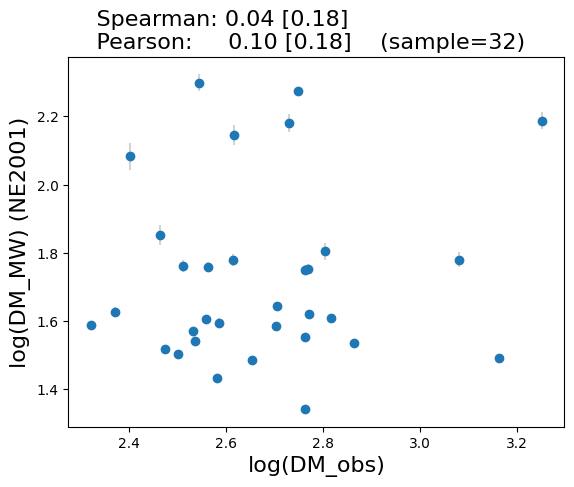 Spearman: 0.04 [0.18]
Pearson: 0.10 [0.18] (sample=32)
log(DM_MW) (NE2001)
2.2
2.0
1.8
1.6
1.4
2.4 2.6 2.8 3.0 3.2
log(DM_obs)